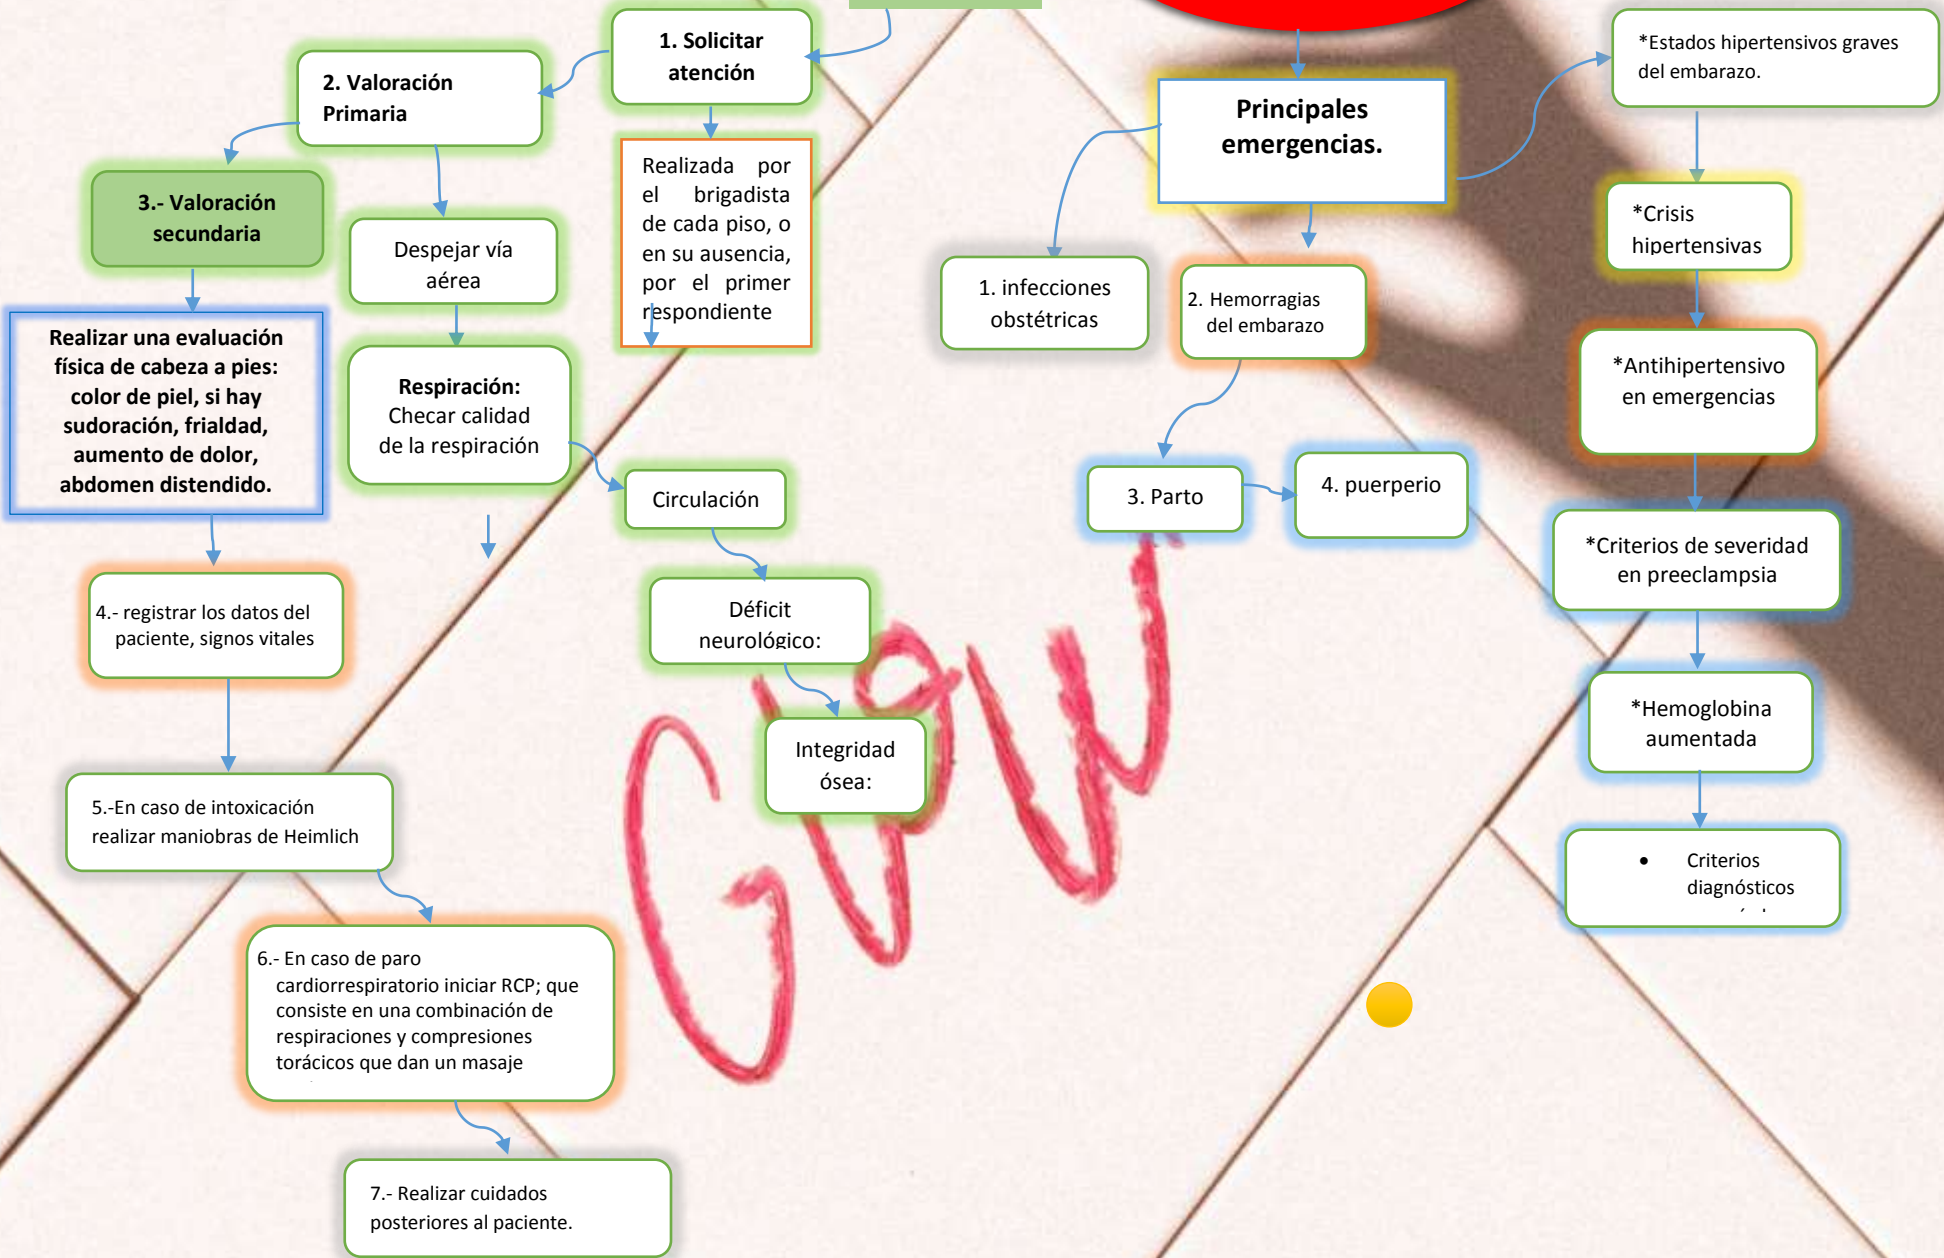 1. Solicitar
atención
2. Valoración
Primaria
3.- Valoración
secundaria
Realizada por
el brigadista
de cada piso, o
en su ausencia,
por el primer
respondiente
Despejar vía
aérea
Realizar una evaluación
física de cabeza a pies:
color de piel, si hay
sudoración, frialdad,
aumento de dolor,
abdomen distendido.
Respiración:
Checar calidad
de la respiración
Circulación
Déficit
neurológico:
Integridad
ósea:
4.- registrar los datos del
paciente, signos vitales
5.-En caso de intoxicación
realizar maniobras de Heimlich
6.- En caso de paro
cardiorrespiratorio iniciar RCP; que
consiste en una combinación de
respiraciones y compresiones
torácicos que dan un masaje
7.- Realizar cuidados
posteriores al paciente.
Principales
emergencias.
1. infecciones
obstétricas
2. Hemorragias
del embarazo
3. Parto
4. puerperio
*Estados hipertensivos graves
del embarazo.
*Crisis
hipertensivas
*Antihipertensivo
en emergencias
*Criterios de severidad
en preeclampsia
*Hemoglobina
aumentada
• Criterios
diagnósticos